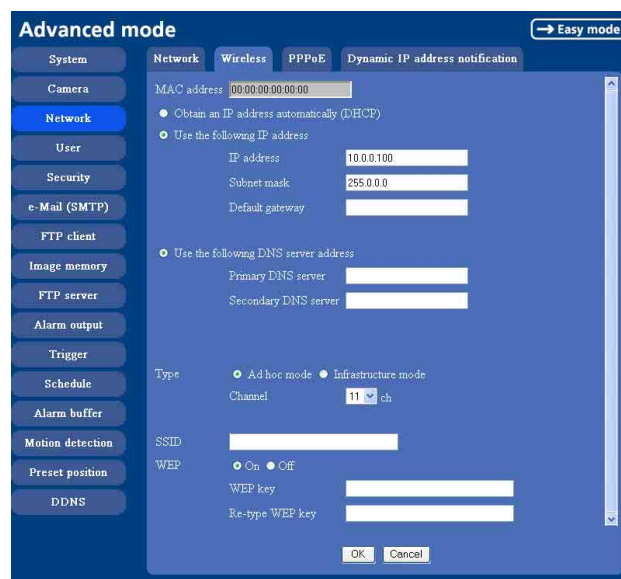 Advanced mode
→ Easy mode
System
Camera
Network
User
Security
e-Mail (SMTP)
FTP client
Image memory
FTP server
Alarm output
Trigger
Schedule
Alarm buffer
Motion detection
Preset position
DDNS
Network Wireless PPPoE Dynamic IP address notification
MAC address 00:00:00:00:00:00
Obtain an IP address automatically (DHCP)
Use the following IP address
IP address 10.0.0.100
Subnet mask 255.0.0.0
Default gateway
Use the following DNS server address
Primary DNS server
Secondary DNS server
Type Ad hoc mode Infrastructure mode
Channel 11 ch
SSID
WEP On Off
WEP key
Re-type WEP key
OK Cancel